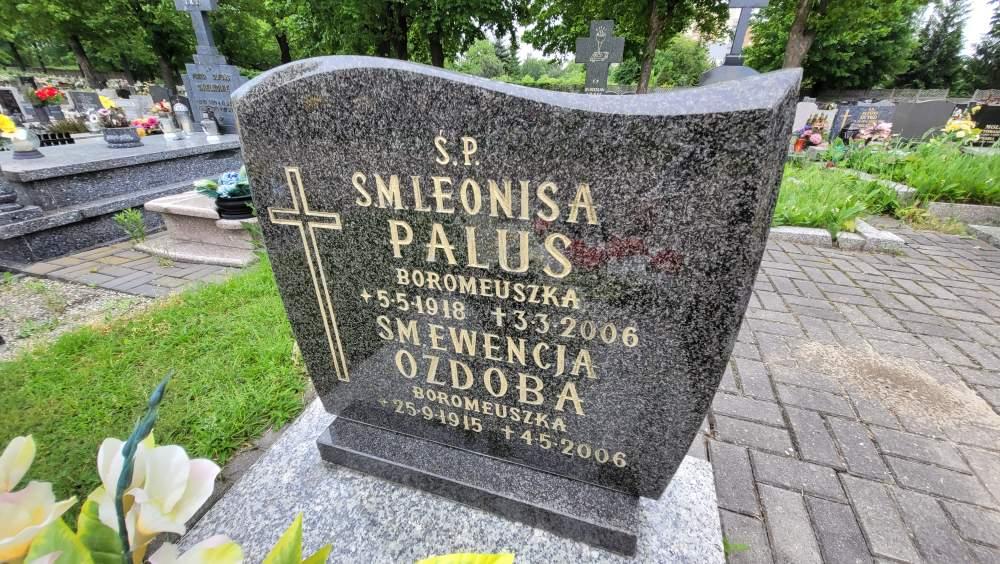 Ś.P.
SM LEONISA
PALUS
BOROMEUSZKA
+5·5·1918 +3·3·2006
SM EWENCJA
OZDOBA
BOROMEUSZKA
+25·9·1915 +4·5·2006